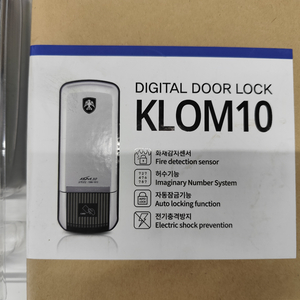 DIGITAL DOOR LOCK
KLOM10
화재감지센서
Fire detection sensor
허수기능
Imaginary Number System
자동잠금기능
Auto locking function
전기충격방지
Electric shock prevention